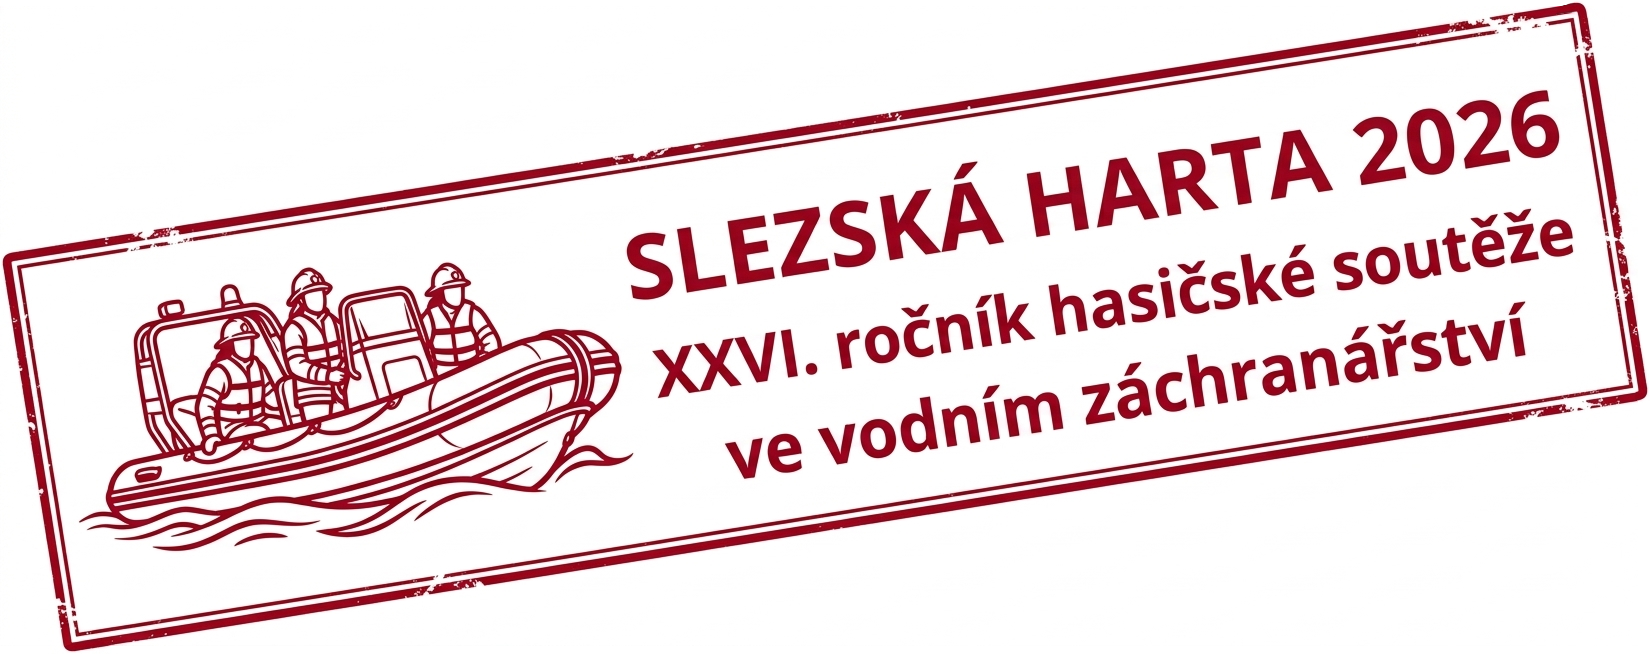 SLEZSKÁ HARTA 2026
XXVI. ročník hasičské soutěže
ve vodním záchranářství